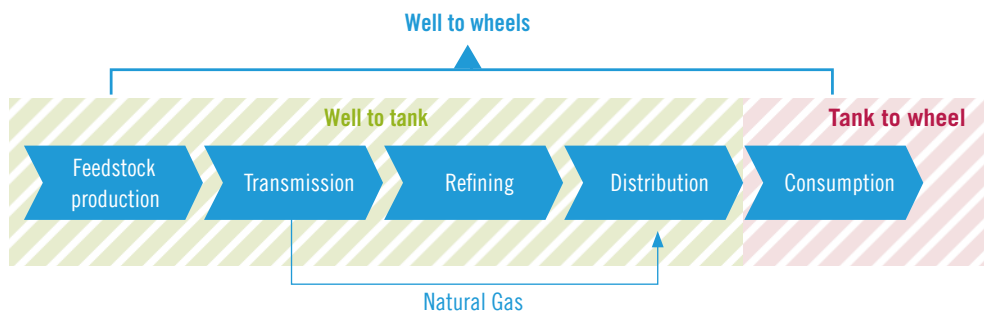 Well to wheels
Well to tank
Tank to wheel
Feedstock
production
Transmission
Refining
Distribution
Consumption
Natural Gas